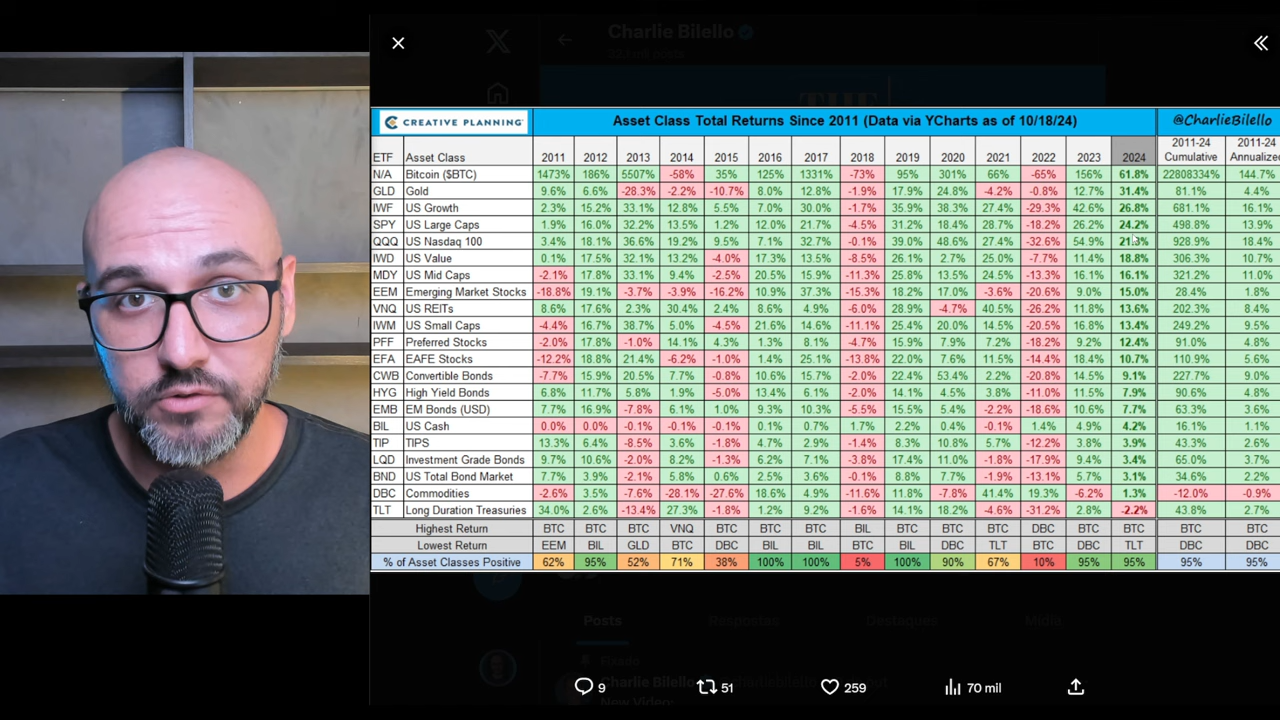 Charlie Bilello
CREATIVE PLANNING
Asset Class Total Returns Since 2011 (Data via YCharts as of 10/18/24)
@CharlieBilello
ETF Asset Class 2011 2012 2013 2014 2015 2016 2017 2018 2019 2020 2021 2022 2023 2024 2011-24 Cumulative 2011-24 Annualized
N/A Bitcoin ($BTC) 1473% 186% 5507% -58% 35% 125% 1331% -73% 95% 301% 66% -65% 156% 61.8% 22808334% 144.7%
GLD Gold 9.6% 6.6% -28.3% -2.2% -10.7% 8.0% 12.8% -1.9% 17.9% 24.8% -4.2% -0.8% 12.7% 31.4% 81.1% 4.4%
IWF US Growth 2.3% 15.2% 33.1% 12.8% 5.5% 7.0% 30.0% -1.7% 35.9% 38.3% 27.4% -29.3% 42.6% 26.8% 681.1% 16.1%
SPY US Large Caps 1.9% 16.0% 32.2% 13.5% 1.2% 12.0% 21.7% -4.5% 31.2% 18.4% 28.7% -18.2% 26.2% 24.2% 498.8% 13.9%
QQQ US Nasdaq 100 3.4% 18.1% 36.6% 19.2% 9.5% 7.1% 32.7% -0.1% 39.0% 48.6% 27.4% -32.6% 54.9% 21.3% 928.9% 18.4%
IWD US Value 0.1% 17.5% 32.1% 13.2% -4.0% 17.3% 13.5% -8.5% 26.1% 2.7% 25.0% -7.7% 11.4% 18.8% 306.3% 10.7%
MDY US Mid Caps -2.1% 17.8% 33.1% 9.4% -2.5% 20.5% 15.9% -11.3% 25.8% 13.5% 24.5% -13.3% 16.1% 16.1% 321.2% 11.0%
EEM Emerging Market Stocks -18.8% 19.1% -3.7% -3.9% -16.2% 10.9% 37.3% -15.3% 18.2% 17.0% -3.6% -20.6% 9.0% 15.0% 28.4% 1.8%
VNQ US REITs 8.6% 17.6% 2.3% 30.4% 2.4% 8.6% 4.9% -6.0% 28.9% -4.7% 40.5% -26.2% 11.8% 13.6% 202.3% 8.4%
IWM US Small Caps -4.4% 16.7% 38.7% 5.0% -4.5% 21.6% 14.6% -11.1% 25.4% 20.0% 14.5% -20.5% 16.8% 13.4% 249.2% 9.5%
PFF Preferred Stocks -2.0% 17.8% -1.0% 14.1% 4.3% 1.3% 8.1% -4.7% 15.9% 7.9% 7.2% -18.2% 9.2% 12.4% 91.0% 4.8%
EFA EAFE Stocks -12.2% 18.8% 21.4% -6.2% -1.0% 1.4% 25.1% -13.8% 22.0% 7.6% 11.5% -14.4% 18.4% 10.7% 110.9% 5.6%
CWB Convertible Bonds -7.7% 15.9% 20.5% 7.7% -0.8% 10.6% 15.7% -2.0% 22.4% 53.4% 2.2% -20.8% 14.5% 9.1% 227.7% 9.0%
HYG High Yield Bonds 6.8% 11.7% 5.8% 1.9% -5.0% 13.4% 6.1% -2.0% 14.1% 4.5% 3.8% -11.0% 11.5% 7.9% 90.6% 4.8%
EMB EM Bonds (USD) 7.7% 16.9% -7.8% 6.1% 1.0% 9.3% 10.3% -5.5% 15.5% 5.4% -2.2% -18.6% 10.6% 7.7% 63.3% 3.6%
BIL US Cash 0.0% 0.0% -0.1% -0.1% -0.1% 0.1% 0.7% 1.7% 2.2% 0.4% -0.1% 1.4% 4.9% 4.2% 16.1% 1.1%
TIP TIPS 13.3% 6.4% -8.5% 3.6% -1.8% 4.7% 2.9% -1.4% 8.3% 10.8% 5.7% -12.2% 3.8% 3.9% 43.3% 2.6%
LQD Investment Grade Bonds 9.7% 10.6% -2.0% 8.2% -1.3% 6.2% 7.1% -3.8% 17.4% 11.0% -1.8% -17.9% 9.4% 3.4% 65.0% 3.7%
BND US Total Bond Market 7.7% 3.9% -2.1% 5.8% 0.6% 2.5% 3.6% -0.1% 8.8% 7.7% -1.9% -13.1% 5.7% 3.1% 34.6% 2.2%
DBC Commodities -2.6% 3.5% -7.6% -28.1% -27.6% 18.6% 4.9% -11.6% 11.8% -7.8% 41.4% 19.3% -6.2% 1.3% -12.0% -0.9%
TLT Long Duration Treasuries 34.0% 2.6% -13.4% 27.3% -1.8% 1.2% 9.2% -1.6% 14.1% 18.2% -4.6% -31.2% 2.8% -2.2% 43.8% 2.7%
Highest Return BTC BTC BTC VNQ BTC BTC BTC BIL BTC BTC BTC DBC BTC BTC BTC BTC
Lowest Return EEM BIL GLD BTC DBC BIL BIL BTC BIL DBC TLT BTC DBC TLT DBC DBC
% of Asset Classes Positive 62% 95% 52% 71% 38% 100% 100% 5% 100% 90% 67% 10% 95% 95% 95% 95%
Posts Respostas Destaques Mídia
Fixado
Charlie Bilello
New Video:
9 51 259 70 mil